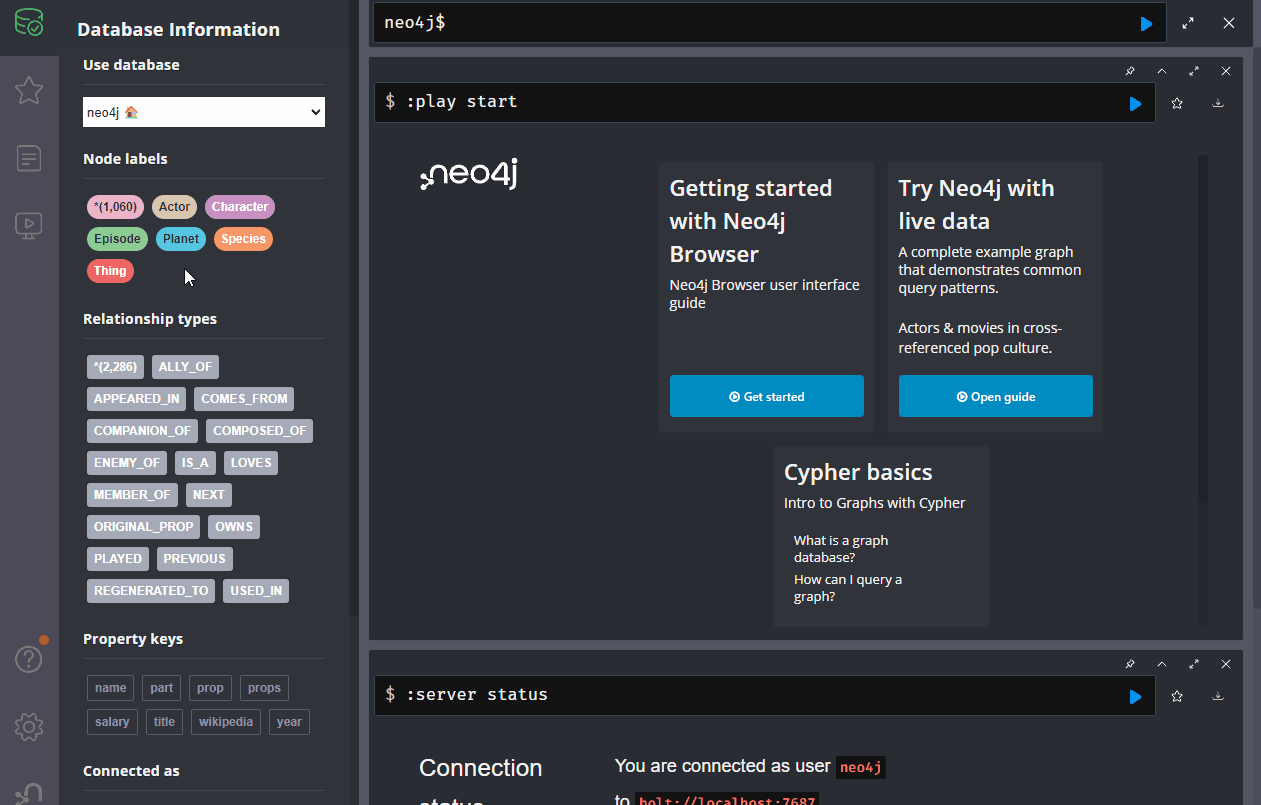 Database Information
Use database
neo4j
Node labels
*(1,060) Actor Character
Episode Planet Species
Thing
Relationship types
*(2,286) ALLY_OF
APPEARED_IN COMES_FROM
COMPANION_OF COMPOSED_OF
ENEMY_OF IS_A LOVES
MEMBER_OF NEXT
ORIGINAL_PROP OWNS
PLAYED PREVIOUS
REGENERATED_TO USED_IN
Property keys
name part prop props
salary title wikipedia year
Connected as
neo4j$
$ :play start
neo4j
Getting started
with Neo4j
Browser
Neo4j Browser user interface
guide
Get started
Try Neo4j with
live data
A complete example graph
that demonstrates common
query patterns.
Actors & movies in cross-
referenced pop culture.
Open guide
Cypher basics
Intro to Graphs with Cypher
What is a graph
database?
How can I query a
graph?
$ :server status
Connection
status
You are connected as user neo4j
to bolt://localhost:7687